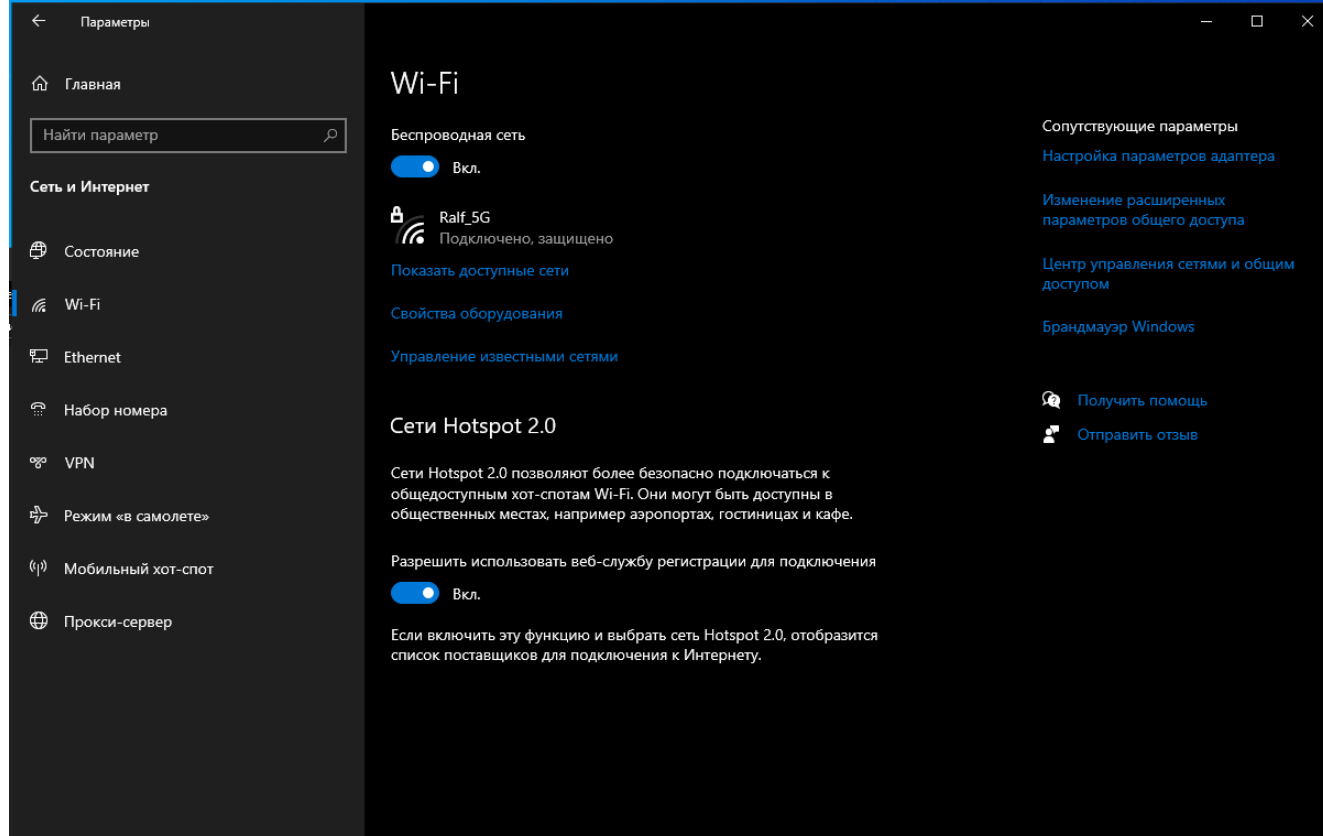 Параметры
Главная
Найти параметр
Сеть и Интернет
Состояние
Wi-Fi
Ethernet
Набор номера
VPN
Режим «в самолете»
Мобильный хот-спот
Прокси-сервер
Wi-Fi
Беспроводная сеть
Вкл.
Ralf_5G
Подключено, защищено
Показать доступные сети
Свойства оборудования
Управление известными сетями
Сети Hotspot 2.0
Сети Hotspot 2.0 позволяют более безопасно подключаться к
общедоступным хот-спотам Wi-Fi. Они могут быть доступны в
общественных местах, например аэропортах, гостиницах и кафе.
Разрешить использовать веб-службу регистрации для подключения
Вкл.
Если включить эту функцию и выбрать сеть Hotspot 2.0, отобразится
список поставщиков для подключения к Интернету.
Сопутствующие параметры
Настройка параметров адаптера
Изменение расширенных
параметров общего доступа
Центр управления сетями и общим
доступом
Брандмауэр Windows
Получить помощь
Отправить отзыв